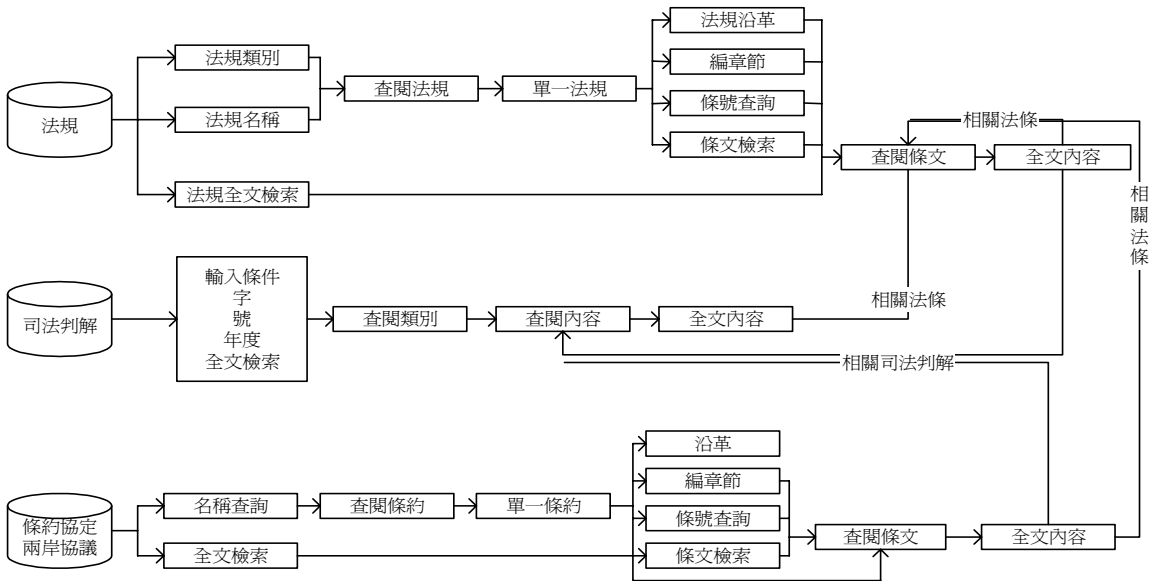 法規
法規類別
法規名稱
法規全文檢索
查閱法規
單一法規
法規沿革
編章節
條號查詢
條文檢索
查閱條文
全文內容
相關法條
相關法條
司法判解
輸入條件
字
號
年度
全文檢索
查閱類別
查閱內容
全文內容
相關法條
相關司法判解
條約協定
兩岸協議
名稱查詢
全文檢索
查閱條約
單一條約
沿革
編章節
條號查詢
條文檢索
查閱條文
全文內容